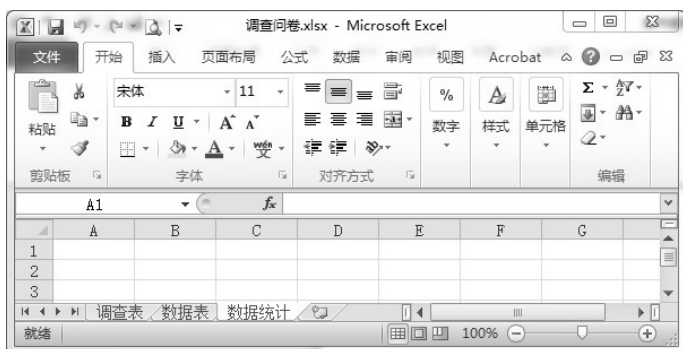 调查问卷.xlsx - Microsoft Excel
文件 开始 插入 页面布局 公式 数据 审阅 视图 Acrobat
宋体 11 % A Σ
粘贴 B I U A A 数字 样式 单元格
A wén 文
剪贴板 字体 对齐方式 编辑
A1 fx
A B C D E F G
1
2
3
调查表 数据表 数据统计
就绪 100%